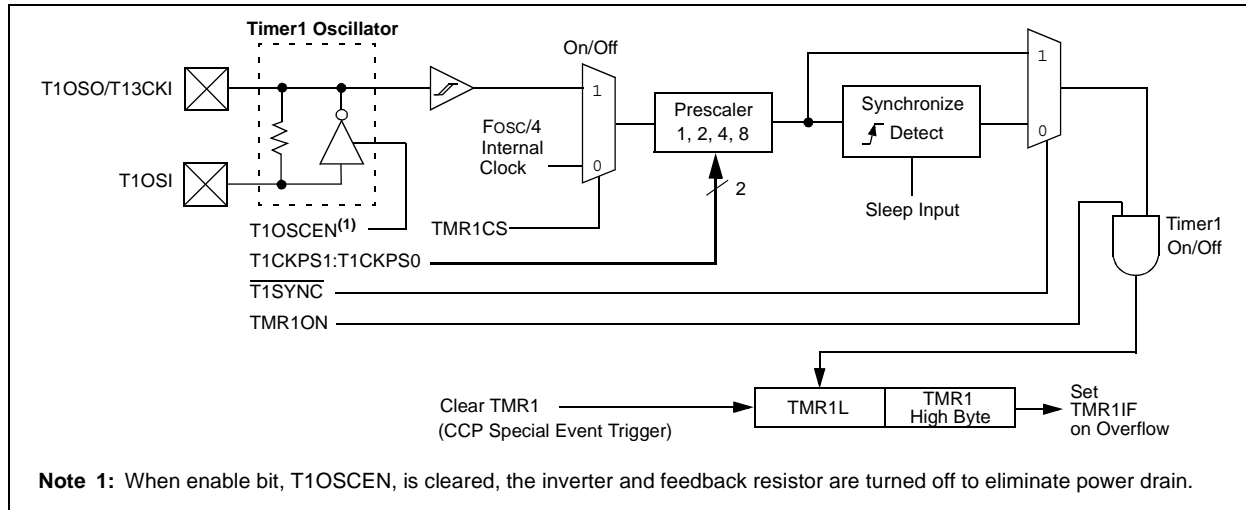 Timer1 Oscillator
On/Off
T1OSO/T13CKI
1
1
Prescaler
1, 2, 4, 8
Synchronize
Detect
FOSC/4
Internal
Clock
0
0
T1OSI
2
Sleep Input
T1OSCEN(1)
TMR1CS
Timer1
On/Off
T1CKPS1:T1CKPS0
T1SYNC
TMR1ON
Clear TMR1
(CCP Special Event Trigger)
TMR1L
TMR1
High Byte
Set
TMR1IF
on Overflow
Note 1: When enable bit, T1OSCEN, is cleared, the inverter and feedback resistor are turned off to eliminate power drain.